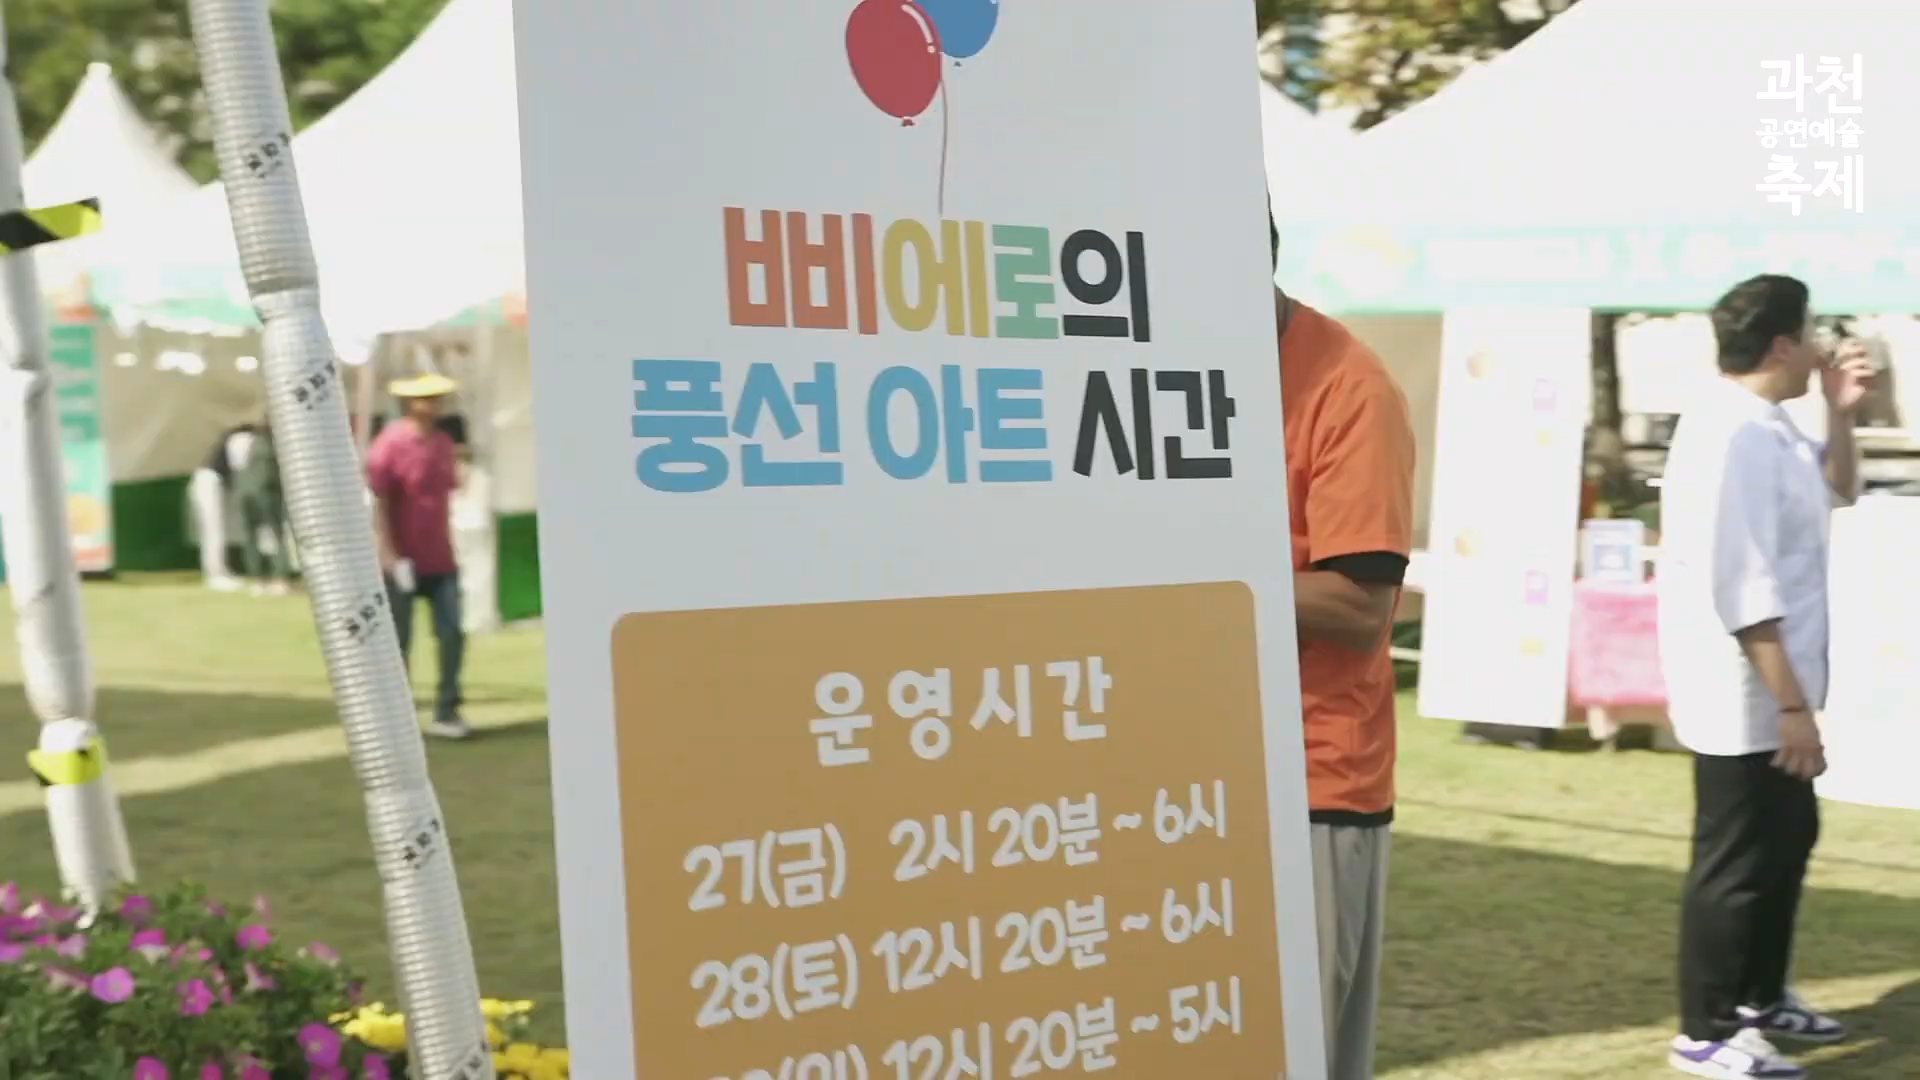 과천
공연예술
축제
삐에로의
풍선 아트 시간
운영시간
27(금) 2시 20분 ~ 6시
28(토) 12시 20분 ~ 6시
12시 20분 ~ 5시